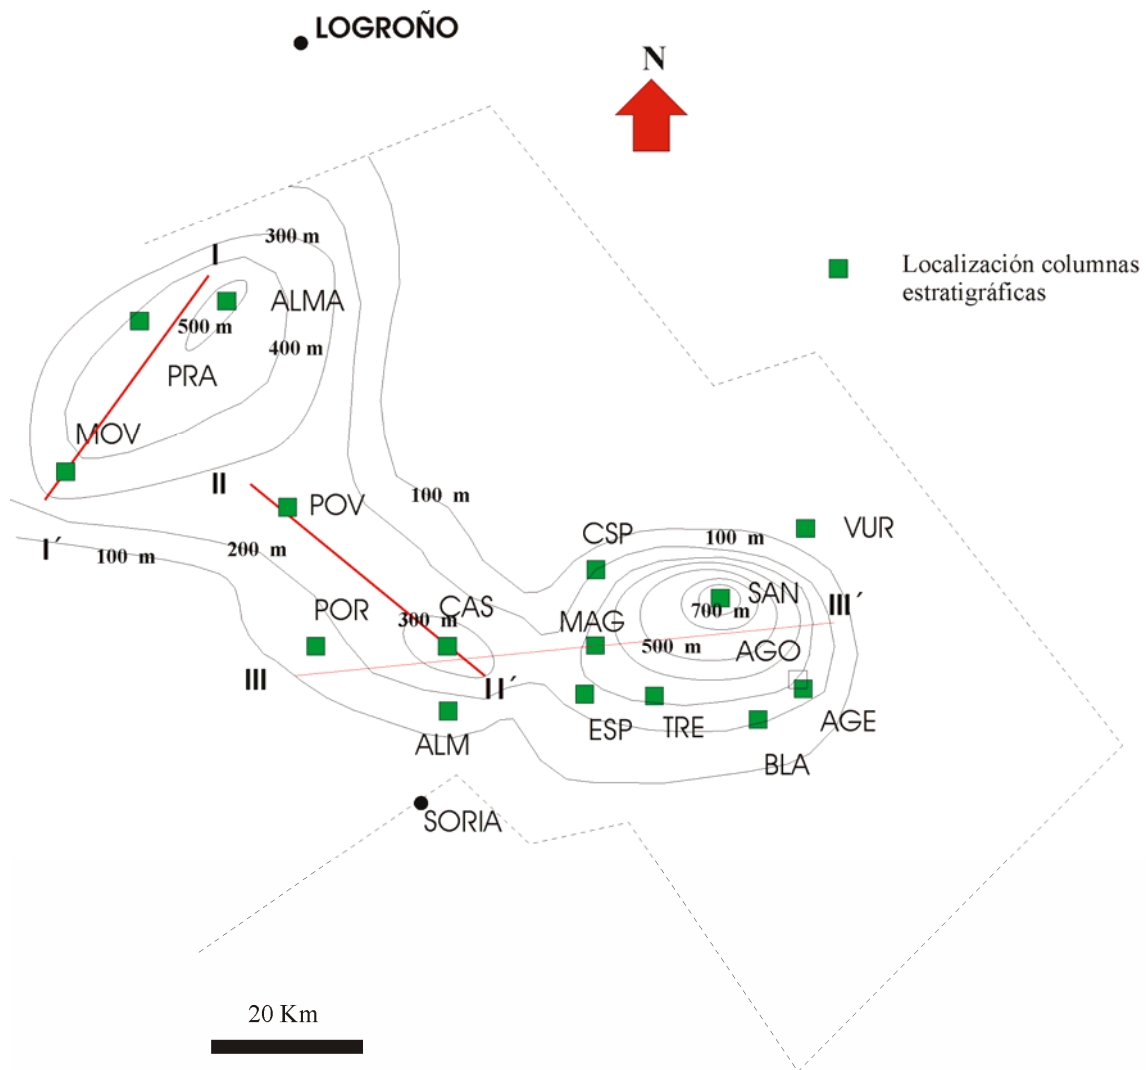 LOGROÑO
N
300 m
I
Localización columnas
estratigráficas
ALMA
500 m
400 m
PRA
MOV
II
POV
100 m
CSP
100 m
VUR
I´
100 m
200 m
SAN
III´
POR
CAS
700 m
300 m
MAG
500 m
AGO
III
II´
ESP
TRE
AGE
ALM
BLA
SORIA
20 Km